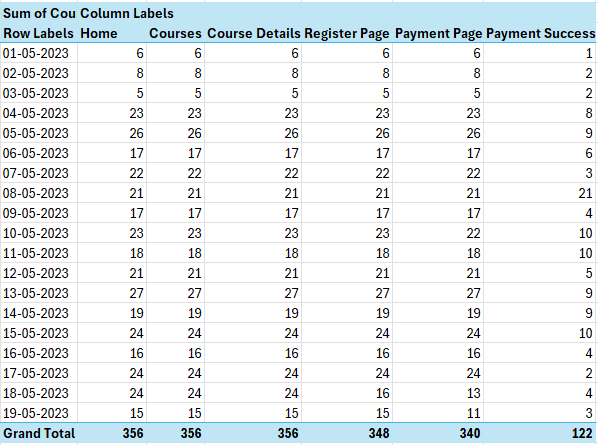 Sum of Cou Column Labels
Row Labels Home Courses Course Details Register Page Payment Page Payment Success
01-05-2023 6 6 6 6 6 1
02-05-2023 8 8 8 8 8 2
03-05-2023 5 5 5 5 5 2
04-05-2023 23 23 23 23 23 8
05-05-2023 26 26 26 26 26 9
06-05-2023 17 17 17 17 17 6
07-05-2023 22 22 22 22 22 3
08-05-2023 21 21 21 21 21 21
09-05-2023 17 17 17 17 17 4
10-05-2023 23 23 23 23 22 10
11-05-2023 18 18 18 18 18 10
12-05-2023 21 21 21 21 21 5
13-05-2023 27 27 27 27 27 9
14-05-2023 19 19 19 19 19 9
15-05-2023 24 24 24 24 24 10
16-05-2023 16 16 16 16 16 4
17-05-2023 24 24 24 24 24 2
18-05-2023 24 24 24 16 13 4
19-05-2023 15 15 15 15 11 3
Grand Total 356 356 356 348 340 122